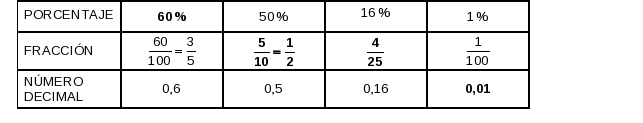 PORCENTAJE 60 % 50 % 16 % 1 %
FRACCIÓN 60/100 = 3/5 5/10 = 1/2 4/25 1/100
NÚMERO
DECIMAL 0,6 0,5 0,16 0,01